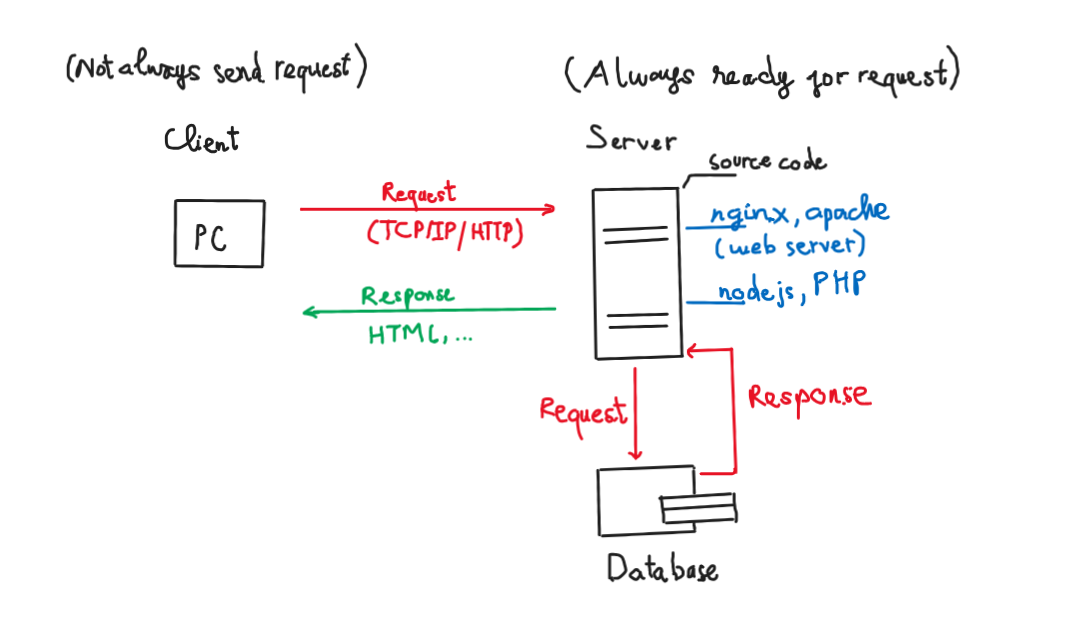 (Not always send request)
(Always ready for request)
Client
Server
source code
PC
Request
(TCP/IP/HTTP)
nginx, apache
(web server)
Response
HTML, ...
nodejs, PHP
Request
Response
Database